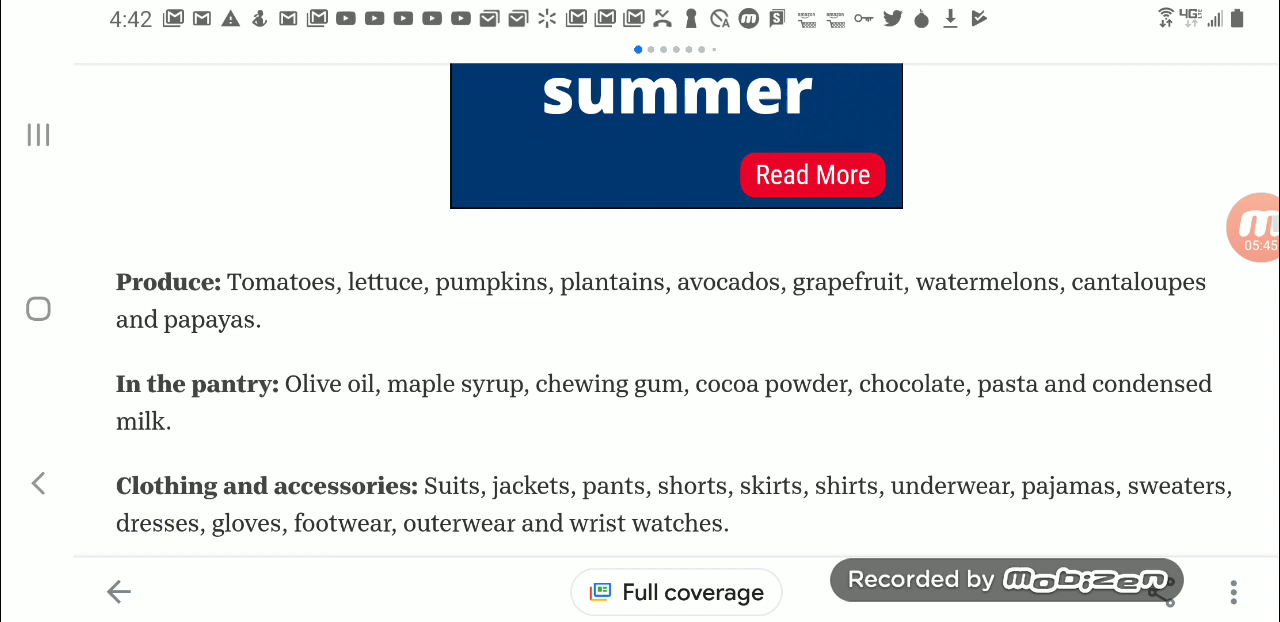 4:42
4GE
summer
Read More
05:45
Produce: Tomatoes, lettuce, pumpkins, plantains, avocados, grapefruit, watermelons, cantaloupes
and papayas.
In the pantry: Olive oil, maple syrup, chewing gum, cocoa powder, chocolate, pasta and condensed
milk.
Clothing and accessories: Suits, jackets, pants, shorts, skirts, shirts, underwear, pajamas, sweaters,
dresses, gloves, footwear, outerwear and wrist watches.
Full coverage
Recorded by mobizen